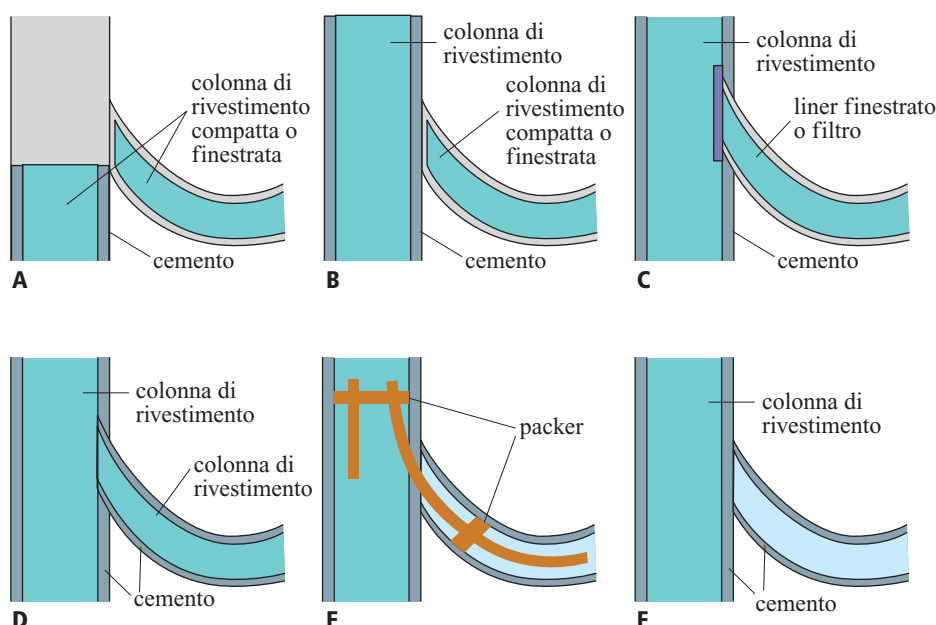 colonna di
rivestimento
compatta o
finestrata
cemento
A
colonna di
rivestimento
colonna di
rivestimento
compatta o
finestrata
cemento
B
colonna di
rivestimento
liner finestrato
o filtro
cemento
C
colonna di
rivestimento
colonna di
rivestimento
cemento
D
packer
E
colonna di
rivestimento
cemento
F